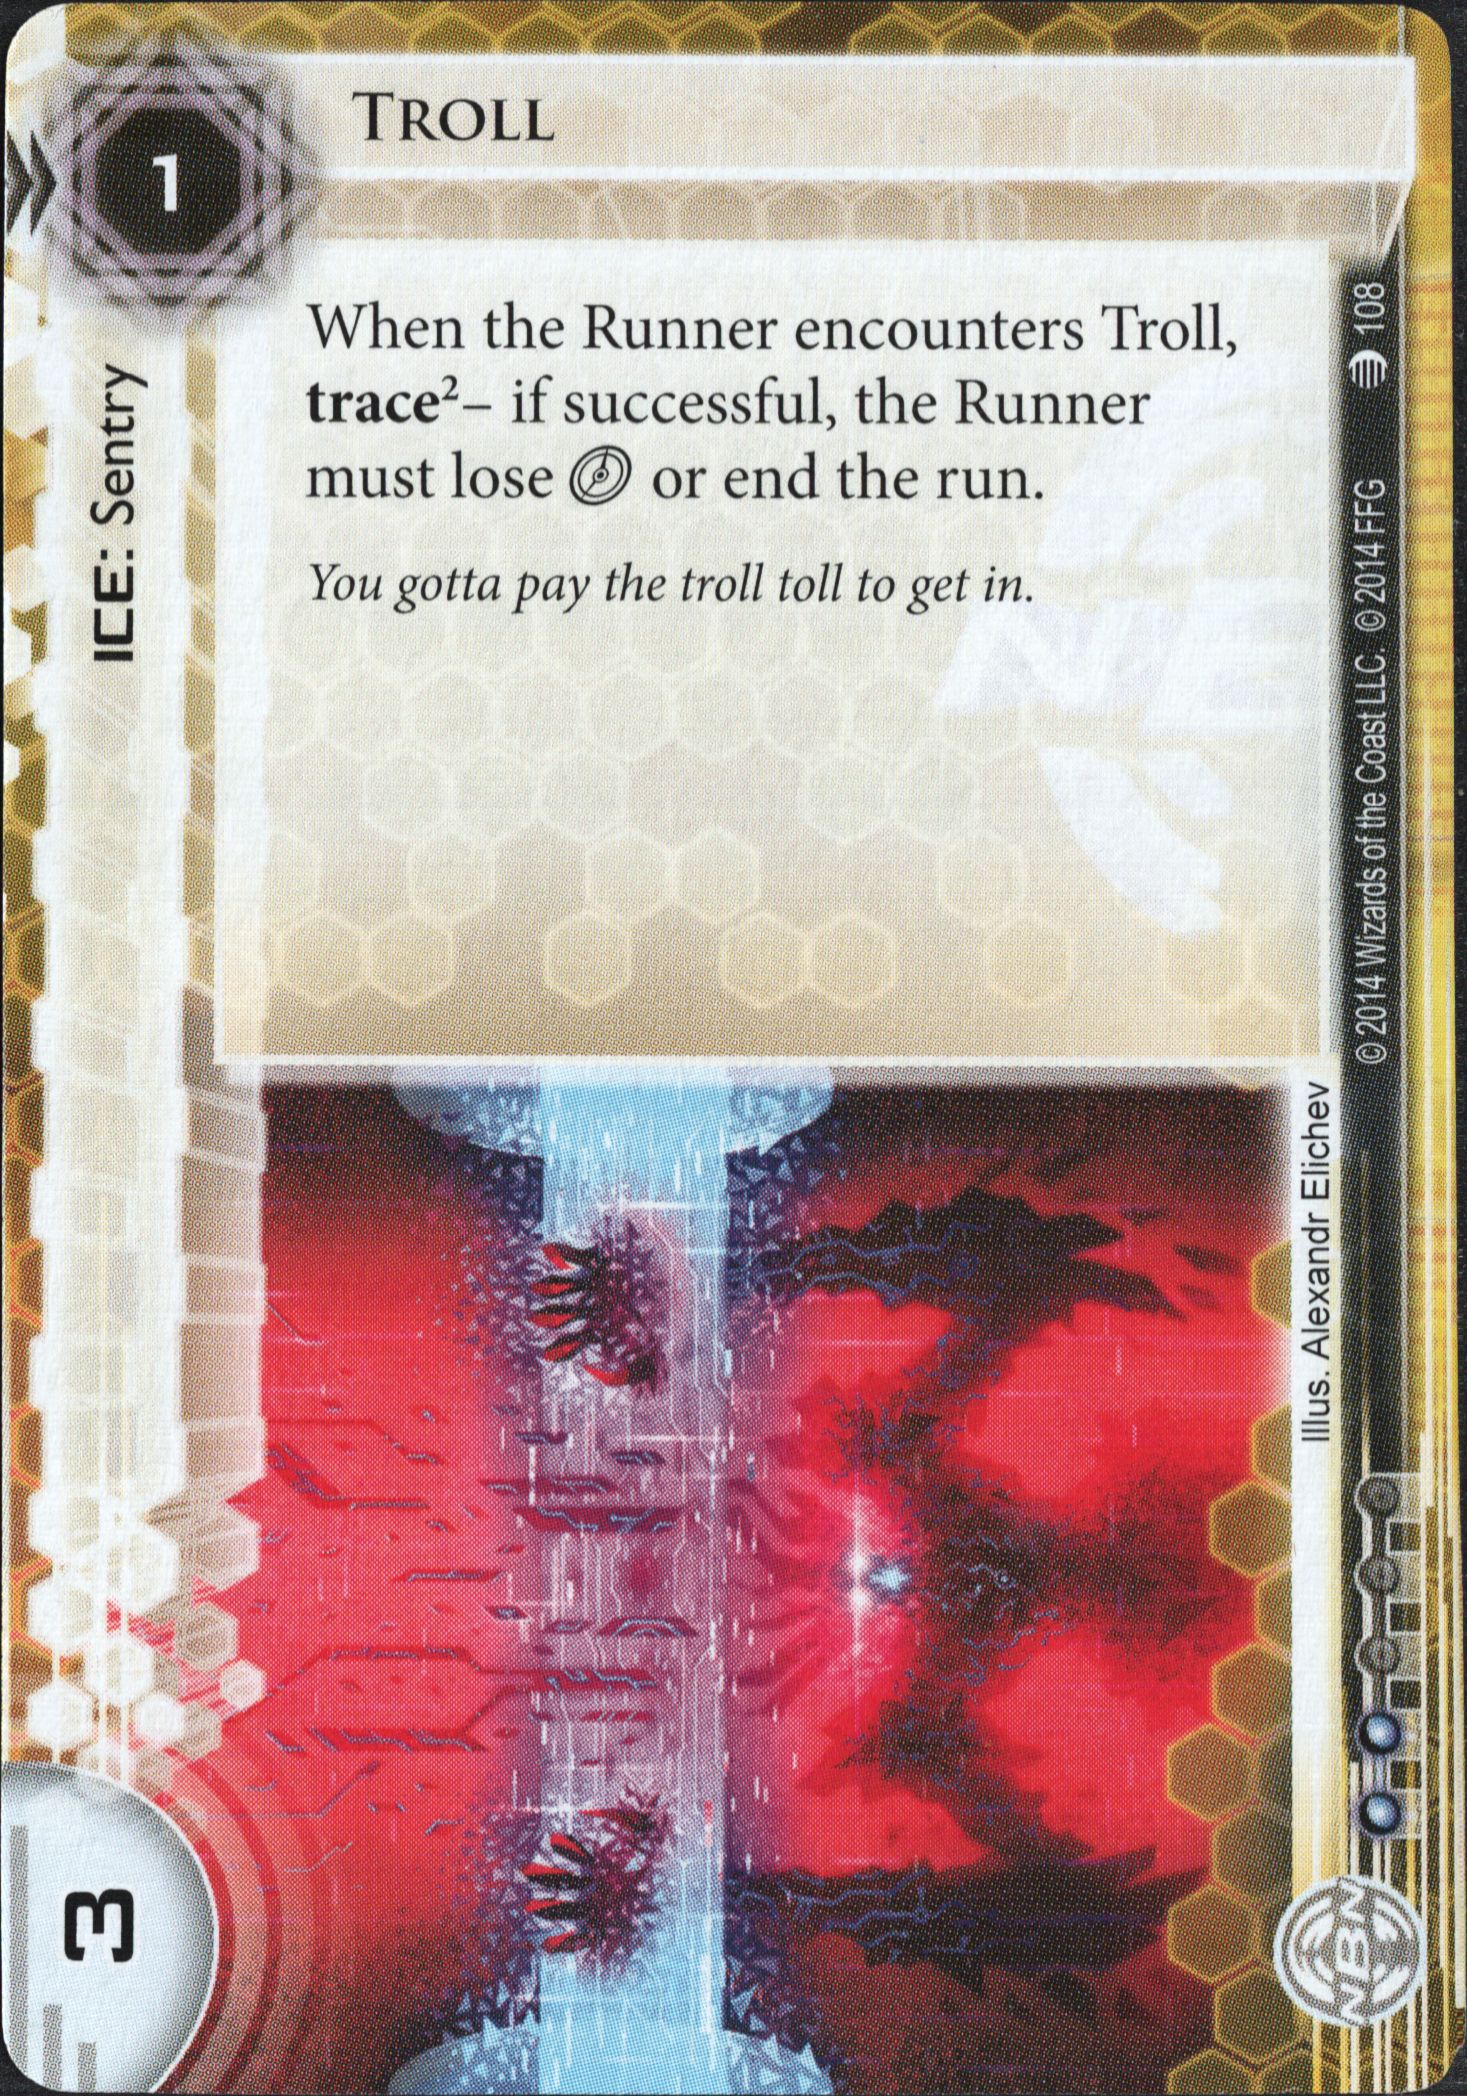 1
TROLL
When the Runner encounters Troll,
trace²– if successful, the Runner
must lose or end the run.
You gotta pay the troll toll to get in.
ICE: Sentry
108
© 2014 Wizards of the Coast LLC. © 2014 FFG
Illus. Alexandr Elichev
3
NBN